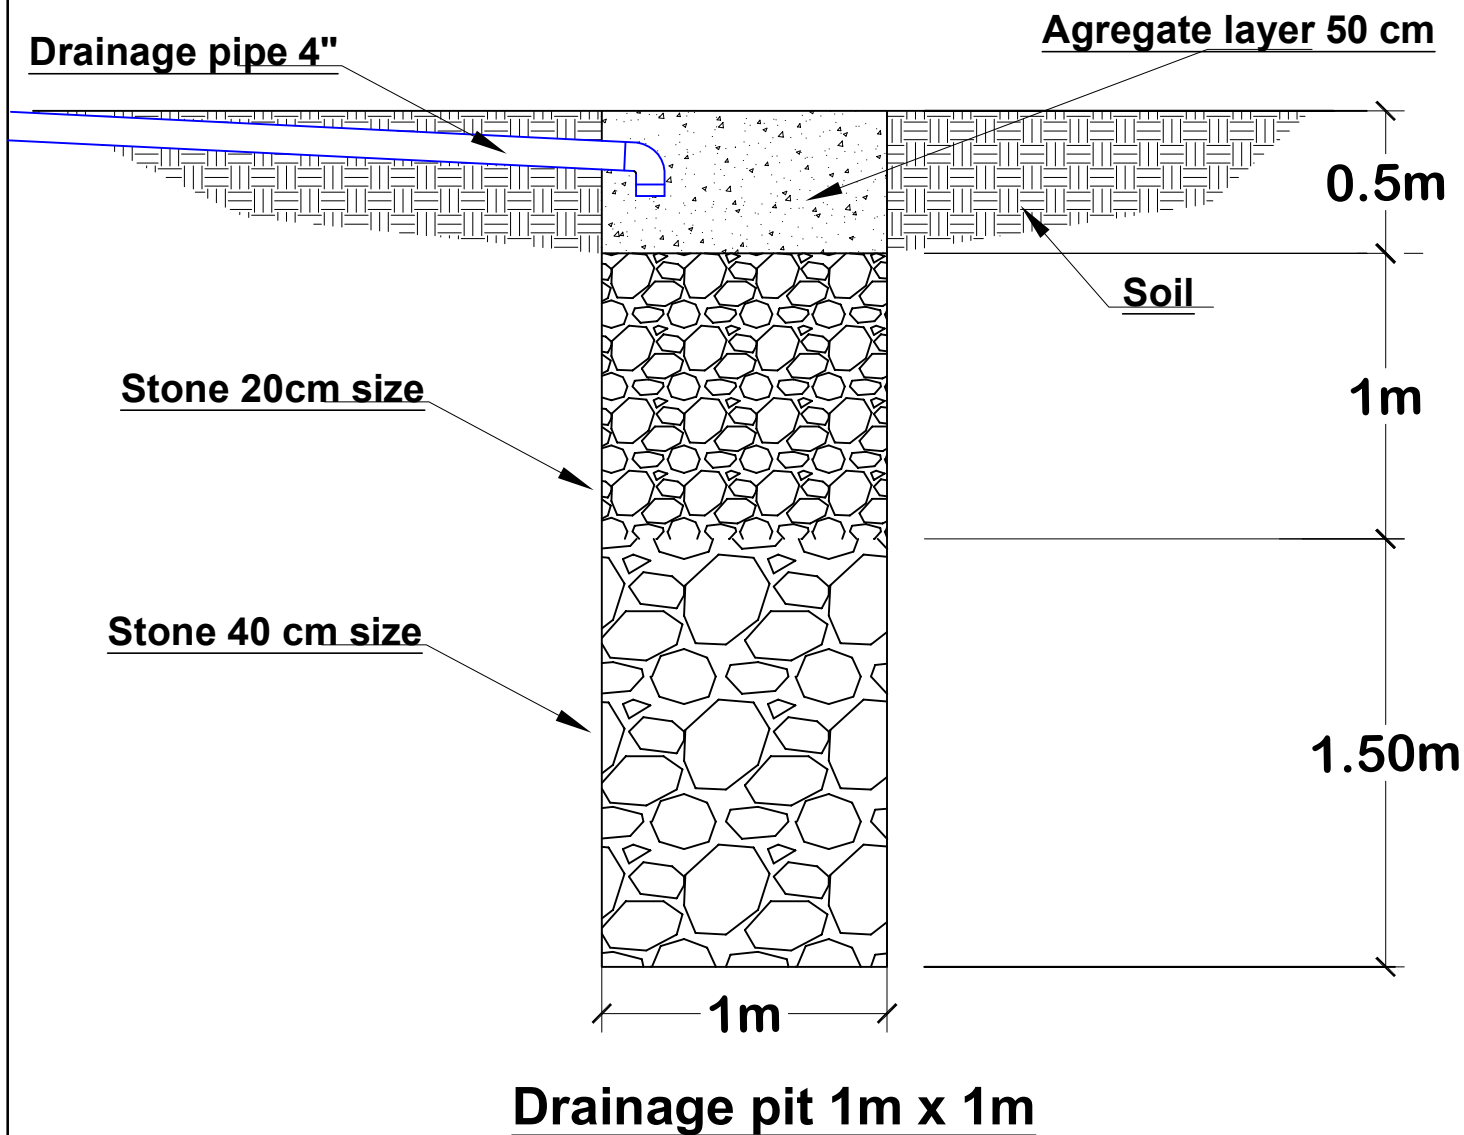 Drainage pipe 4"
Agregate layer 50 cm
0.5m
Soil
Stone 20cm size
1m
Stone 40 cm size
1.50m
1m
Drainage pit 1m x 1m